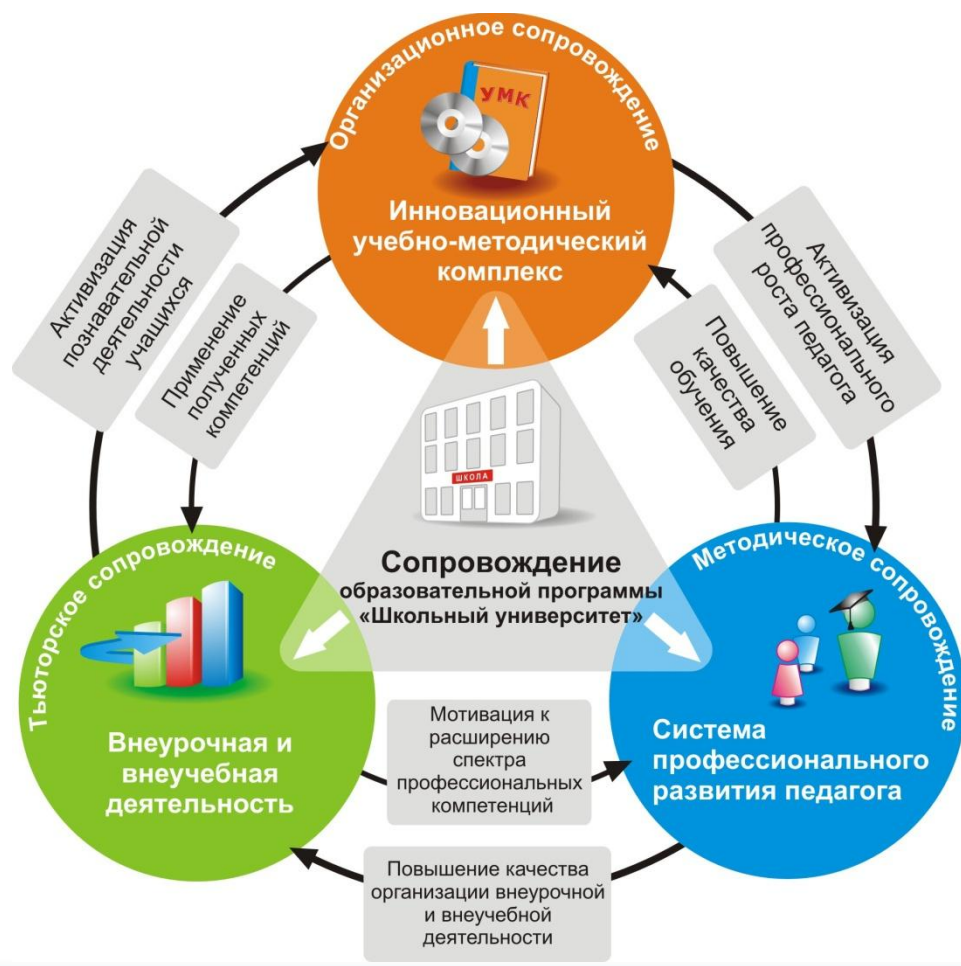 Организационное сопровождение
УМК
Инновационный
учебно-методический
комплекс
Активизация
познавательной
деятельности
учащихся
Применение
полученных
компетенций
Активизация
профессионального
роста педагога
Повышение
качества
обучения
ШКОЛА
Сопровождение
образовательной программы
«Школьный университет»
Тьюторское сопровождение
Внеурочная и
внеучебная
деятельность
Методическое сопровождение
Система
профессионального
развития педагога
Мотивация к
расширению
спектра
профессиональных
компетенций
Повышение качества
организации внеурочной
и внеучебной
деятельности